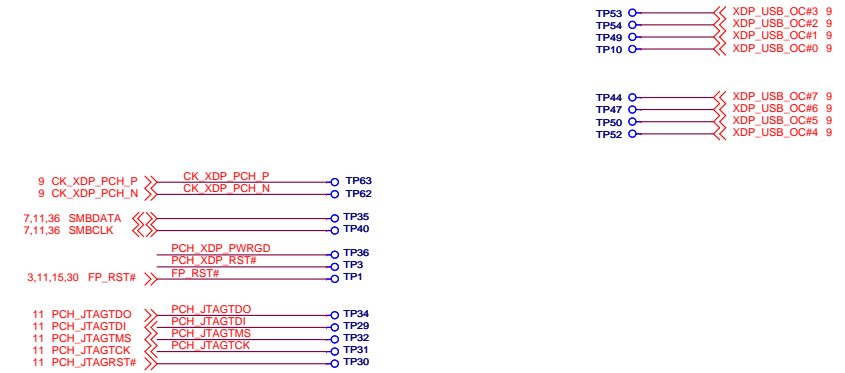 TP53 XDP_USB_OC#3 9
TP54 XDP_USB_OC#2 9
TP49 XDP_USB_OC#1 9
TP10 XDP_USB_OC#0 9
TP44 XDP_USB_OC#7 9
TP47 XDP_USB_OC#6 9
TP50 XDP_USB_OC#5 9
TP52 XDP_USB_OC#4 9
9 CK_XDP_PCH_P CK_XDP_PCH_P TP63
9 CK_XDP_PCH_N CK_XDP_PCH_N TP62
7,11,36 SMBDATA TP35
7,11,36 SMBCLK TP40
PCH_XDP_PWRGD TP36
PCH_XDP_RST# TP3
3,11,15,30 FP_RST# FP_RST# TP1
11 PCH_JTAGTDO PCH_JTAGTDO TP34
11 PCH_JTAGTDI PCH_JTAGTDI TP29
11 PCH_JTAGTMS PCH_JTAGTMS TP32
11 PCH_JTAGTCK PCH_JTAGTCK TP31
11 PCH_JTAGRST# TP30